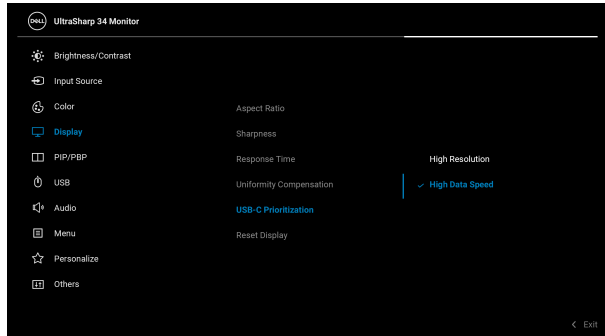 DELL
UltraSharp 34 Monitor
Brightness/Contrast
Input Source
Color
Display
PIP/PBP
USB
Audio
Menu
Personalize
Others
Aspect Ratio
Sharpness
Response Time
Uniformity Compensation
USB-C Prioritization
Reset Display
High Resolution
High Data Speed
Exit